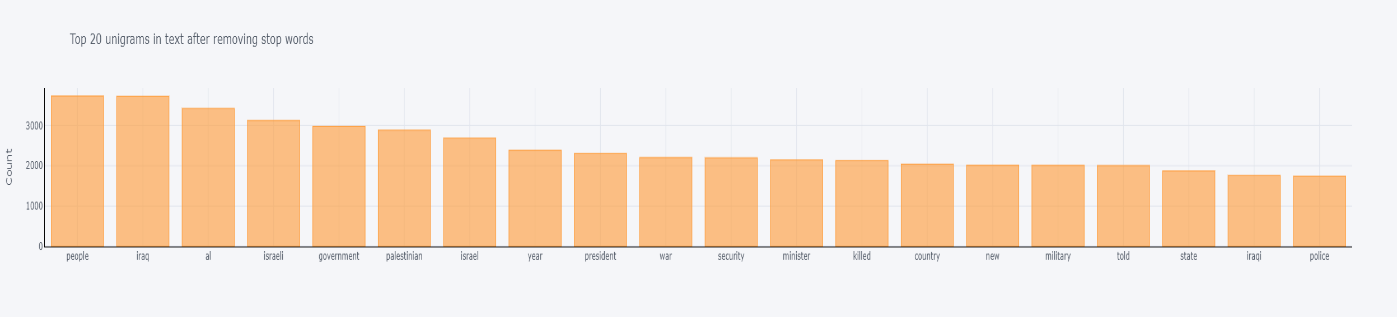 Top 20 unigrams in text after removing stop words
Count
3000
2000
1000
0
people iraq al israeli government palestinian israel year president war security minister killed country new military told state iraqi police